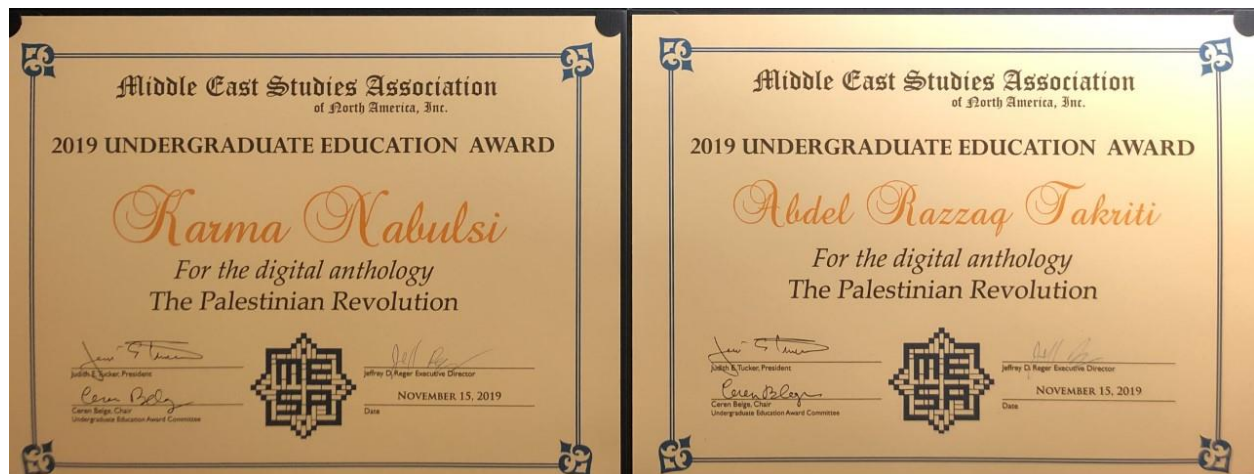 Middle East Studies Association
of North America, Inc.
2019 UNDERGRADUATE EDUCATION AWARD
Karma Nabulsi
For the digital anthology
The Palestinian Revolution
Judith E. Tucker, President
Jeffrey D. Reger Executive Director
Ceren Belge, Chair
Undergraduate Education Award Committee
NOVEMBER 15, 2019
Date
MESA
Middle East Studies Association
of North America, Inc.
2019 UNDERGRADUATE EDUCATION AWARD
Abdel Razzaq Takriti
For the digital anthology
The Palestinian Revolution
Judith E. Tucker, President
Jeffrey D. Reger Executive Director
Ceren Belge, Chair
Undergraduate Education Award Committee
NOVEMBER 15, 2019
Date
MESA